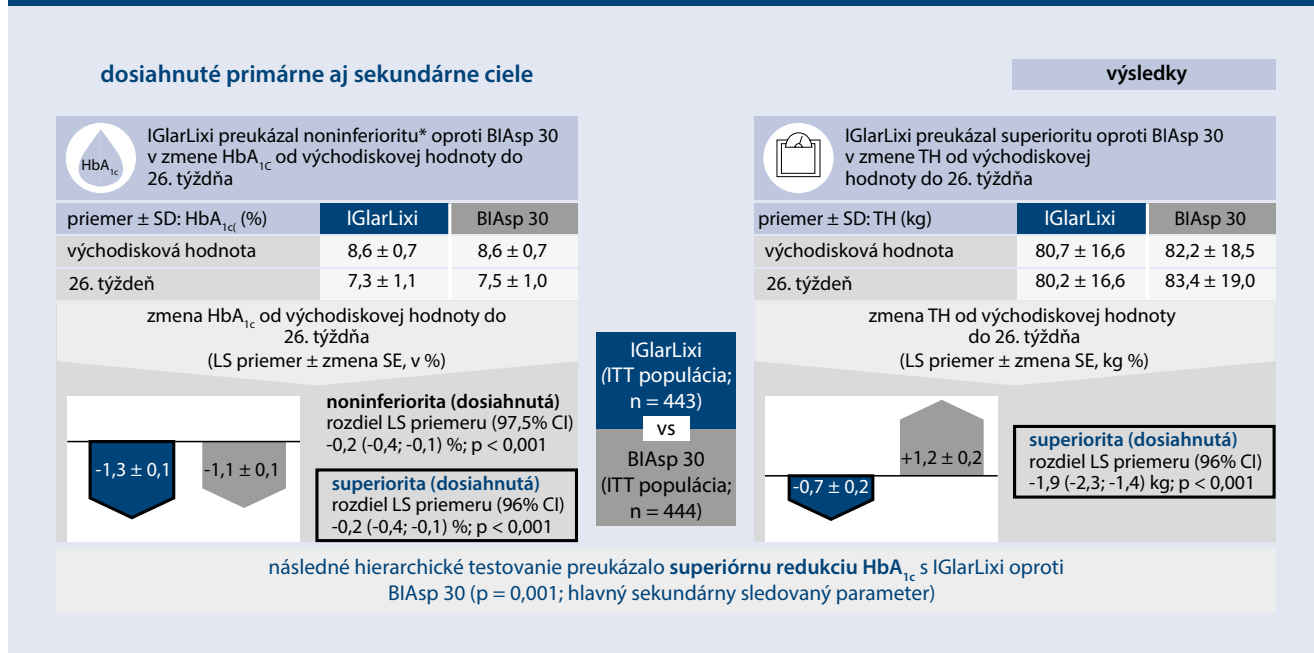 dosiahnuté primárne aj sekundárne ciele
výsledky
HbA1c
IGlarLixi preukázal noninferioritu* oproti BIAsp 30
v zmene HbA1C od východiskovej hodnoty do
26. týždňa
priemer ± SD: HbA1c( (%)
IGlarLixi
BIAsp 30
východisková hodnota
8,6 ± 0,7
8,6 ± 0,7
26. týždeň
7,3 ± 1,1
7,5 ± 1,0
zmena HbA1c od východiskovej hodnoty do
26. týždňa
(LS priemer ± zmena SE, v %)
-1,3 ± 0,1
-1,1 ± 0,1
noninferiorita (dosiahnutá)
rozdiel LS priemeru (97,5% CI)
-0,2 (-0,4; -0,1) %; p < 0,001
superiorita (dosiahnutá)
rozdiel LS priemeru (96% CI)
-0,2 (-0,4; -0,1) %; p < 0,001
IGlarLixi
(ITT populácia;
n = 443)
vs
BIAsp 30
(ITT populácia;
n = 444)
IGlarLixi preukázal superioritu oproti BIAsp 30
v zmene TH od východiskovej
hodnoty do 26. týždňa
priemer ± SD: TH (kg)
IGlarLixi
BIAsp 30
východisková hodnota
80,7 ± 16,6
82,2 ± 18,5
26. týždeň
80,2 ± 16,6
83,4 ± 19,0
zmena TH od východiskovej hodnoty
do 26. týždňa
(LS priemer ± zmena SE, kg %)
-0,7 ± 0,2
+1,2 ± 0,2
superiorita (dosiahnutá)
rozdiel LS priemeru (96% CI)
-1,9 (-2,3; -1,4) kg; p < 0,001
následné hierarchické testovanie preukázalo superiórnu redukciu HbA1c s IGlarLixi oproti
BIAsp 30 (p = 0,001; hlavný sekundárny sledovaný parameter)